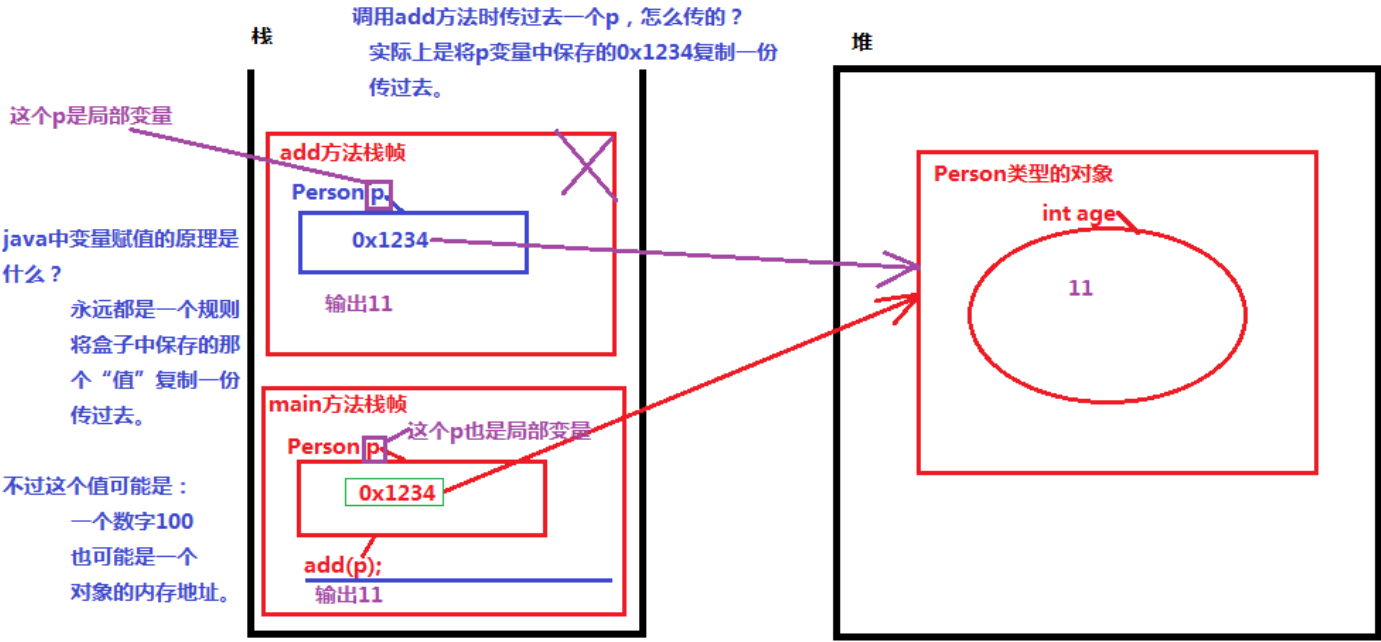 调用add方法时传过去一个p，怎么传的？
实际上是将p变量中保存的0x1234复制一份
传过去。
栈
堆
这个p是局部变量
add方法栈帧
Person p
0x1234
输出11
java中变量赋值的原理是
什么？
永远都是一个规则
将盒子中保存的那
个“值”复制一份
传过去。
不过这个值可能是：
一个数字100
也可能是一个
对象的内存地址。
main方法栈帧
这个p也是局部变量
Person p
0x1234
add(p);
输出11
Person类型的对象
int age
11